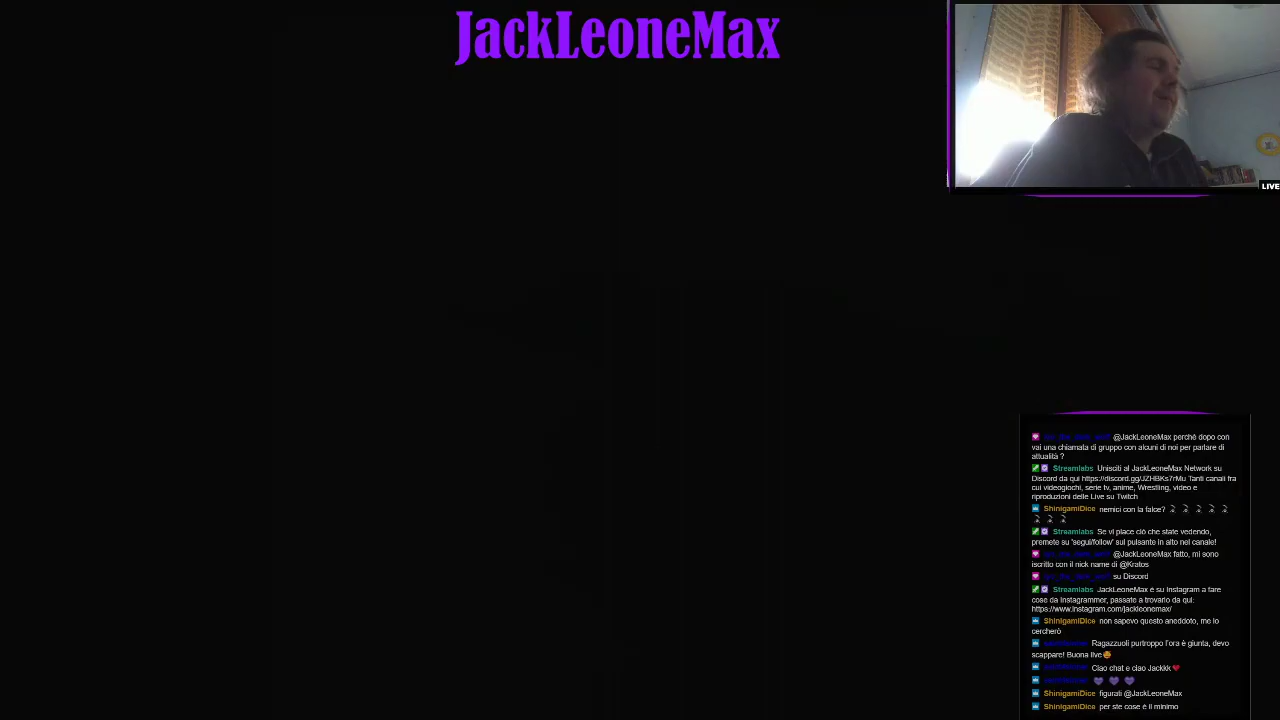 JackLeoneMax
LIVE
@JackLeoneMax perchè dopo con
vai una chiamata di gruppo con alcuni di noi per parlare di
attualità ?
Streamlabs Unisciti al JackLeoneMax Network su
Discord da qui https://discord.gg/JZHBKs7rMu Tanti canali fra
cui videogiochi, serie tv, anime, Wrestling, video e
riproduzioni delle Live su Twitch
ShinigamiDice nemici con la falce?
Streamlabs Se vi place ciò che state vedendo,
premete su 'segui/follow' sul pulsante in alto nel canale!
@JackLeoneMax fatto, mi sono
iscritto con il nick name di @Kratos
su Discord
Streamlabs JackLeoneMax è su Instagram a fare
cose da Instagrammer, passate a trovarlo da qui:
https://www.instagram.com/jackleonemax/
ShinigamiDice non sapevo questo aneddoto, me lo
cercherò
Ragazzuoli purtroppo l'ora è giunta, devo
scappare! Buona live
Ciao chat e ciao Jackkk
ShinigamiDice figurati @JackLeoneMax
ShinigamiDice per ste cose è il minimo